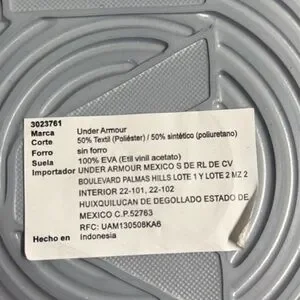 3023761
Marca Under Armour
Corte 50% Textil (Poliéster) / 50% sintético (poliuretano)
Forro sin forro
Suela 100% EVA (Etil vinil acetato)
Importador UNDER ARMOUR MEXICO S DE RL DE CV
BOULEVARD PALMAS HILLS LOTE 1 Y LOTE 2 MZ 2
INTERIOR 22-101, 22-102
HUIXQUILUCAN DE DEGOLLADO ESTADO DE
MEXICO C.P.52763
RFC: UAM130508KA6
Hecho en Indonesia